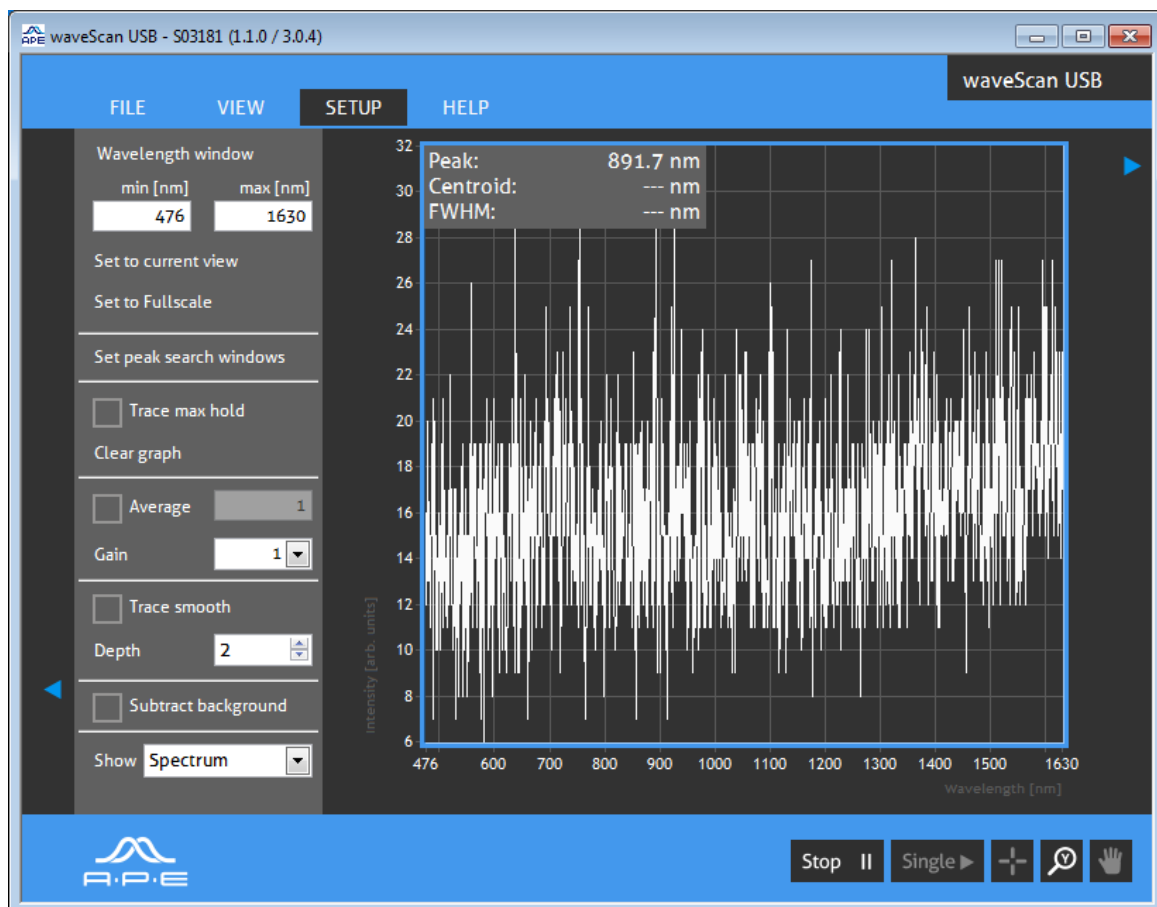 APE waveScan USB - S03181 (1.1.0 / 3.0.4)
waveScan USB
FILE VIEW SETUP HELP
Wavelength window
min [nm] max [nm]
476 1630
Set to current view
Set to Fullscale
Set peak search windows
Trace max hold
Clear graph
Average 1
Gain 1
Trace smooth
Depth 2
Subtract background
Show Spectrum
Peak: 891.7 nm
Centroid: --- nm
FWHM: --- nm
32
30
28
26
24
22
20
18
16
14
12
10
8
6
Intensity [arb. units]
476 600 700 800 900 1000 1100 1200 1300 1400 1500 1630
Wavelength [nm]
A·P·E
Stop Single
Y